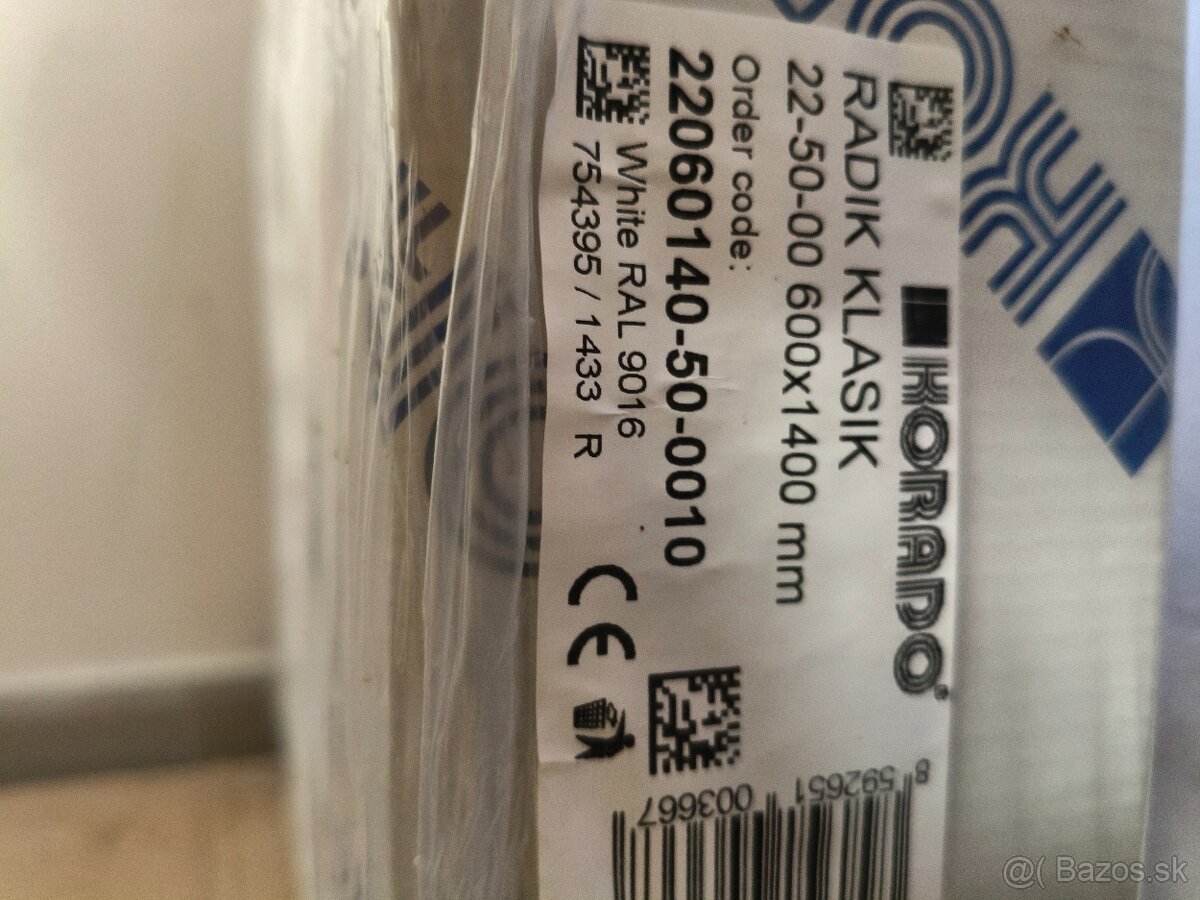 KORADO®
RADIK KLASIK
22-50-00 600x1400 mm
Order code:
22060140-50-0010
White RAL 9016
754395 / 1433 R
CE
8 592651 003667
KO
@( Bazos.sk